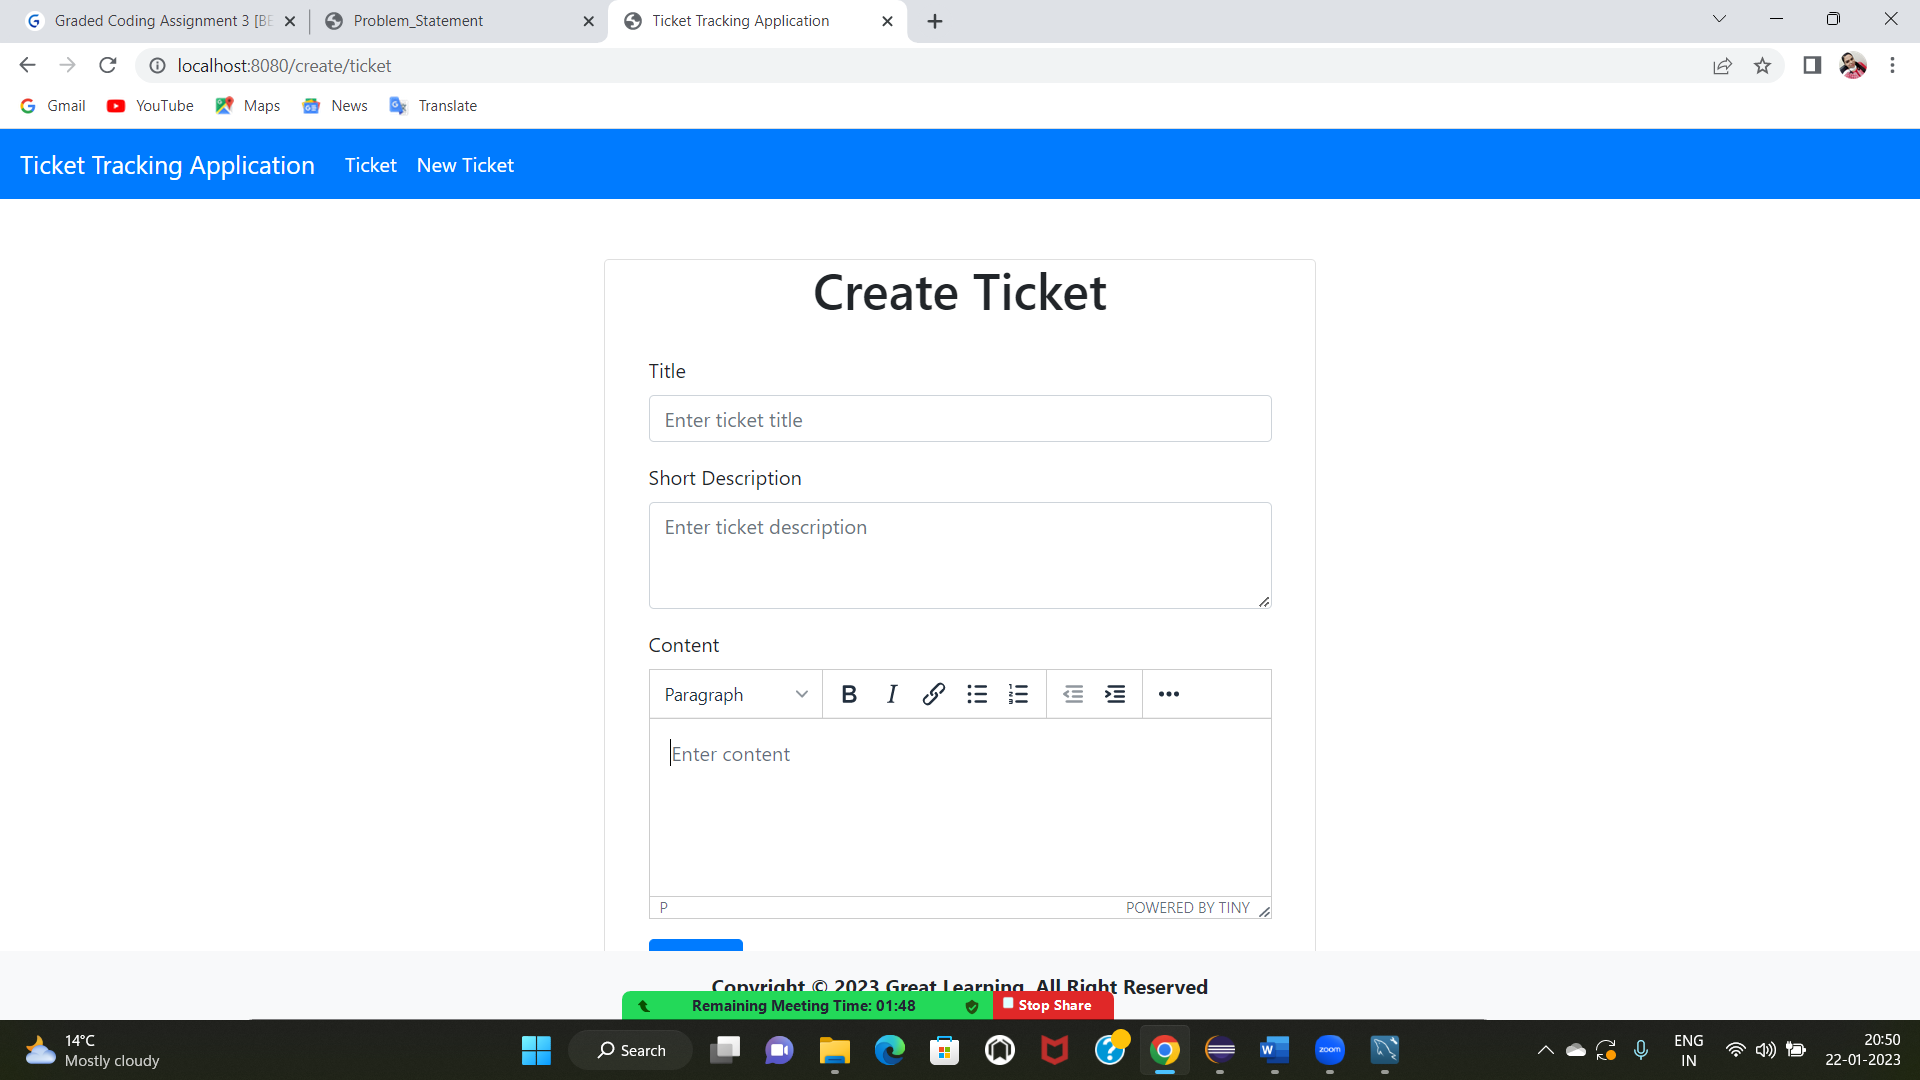 Graded Coding Assignment 3 [BE
Problem_Statement
Ticket Tracking Application
localhost:8080/create/ticket
Gmail
YouTube
Maps
News
Translate
Ticket Tracking Application
Ticket
New Ticket
Create Ticket
Title
Enter ticket title
Short Description
Enter ticket description
Content
Paragraph
B
I
Enter content
P
POWERED BY TINY
Copyright © 2023 Great Learning. All Right Reserved
Remaining Meeting Time: 01:48
Stop Share
14°C
Mostly cloudy
Search
zoom
ENG
IN
20:50
22-01-2023